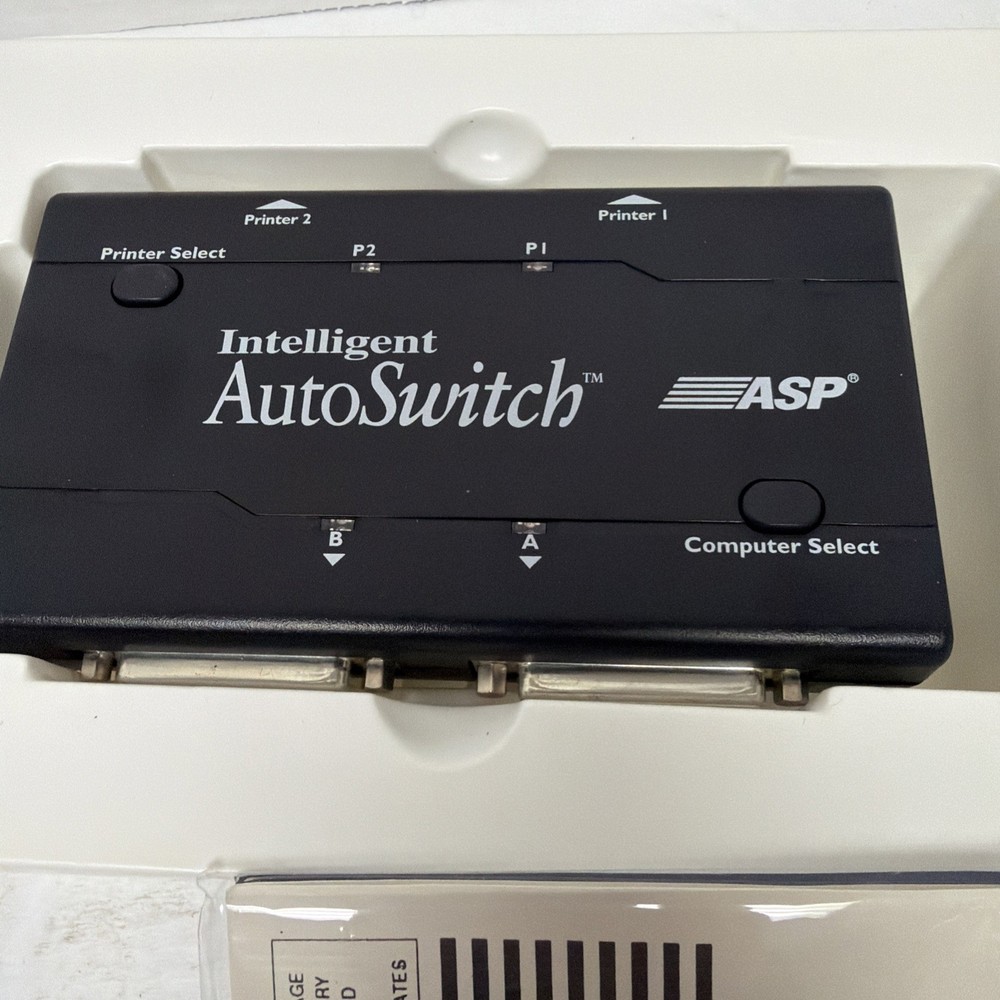 Printer 2
Printer 1
Printer Select
P2
P1
Intelligent
AutoSwitch™
ASP®
B
A
Computer Select